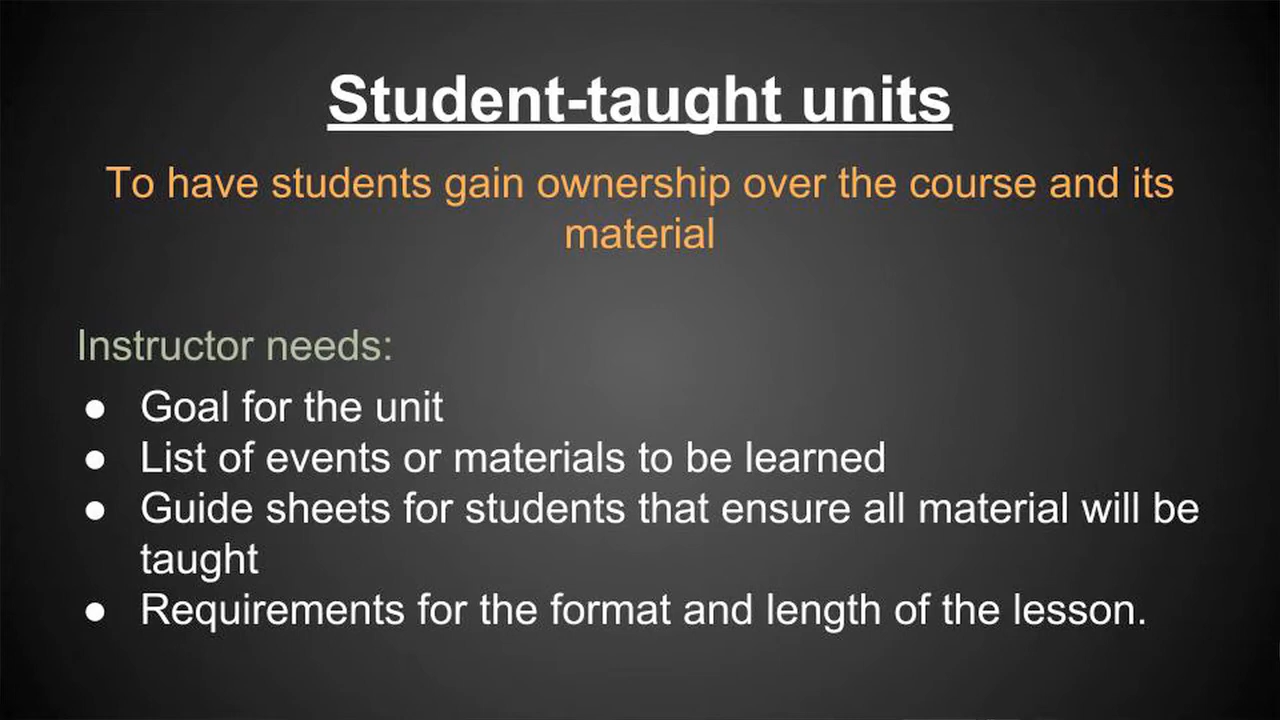 Student-taught units
To have students gain ownership over the course and its
material
Instructor needs:
● Goal for the unit
● List of events or materials to be learned
● Guide sheets for students that ensure all material will be
taught
● Requirements for the format and length of the lesson.